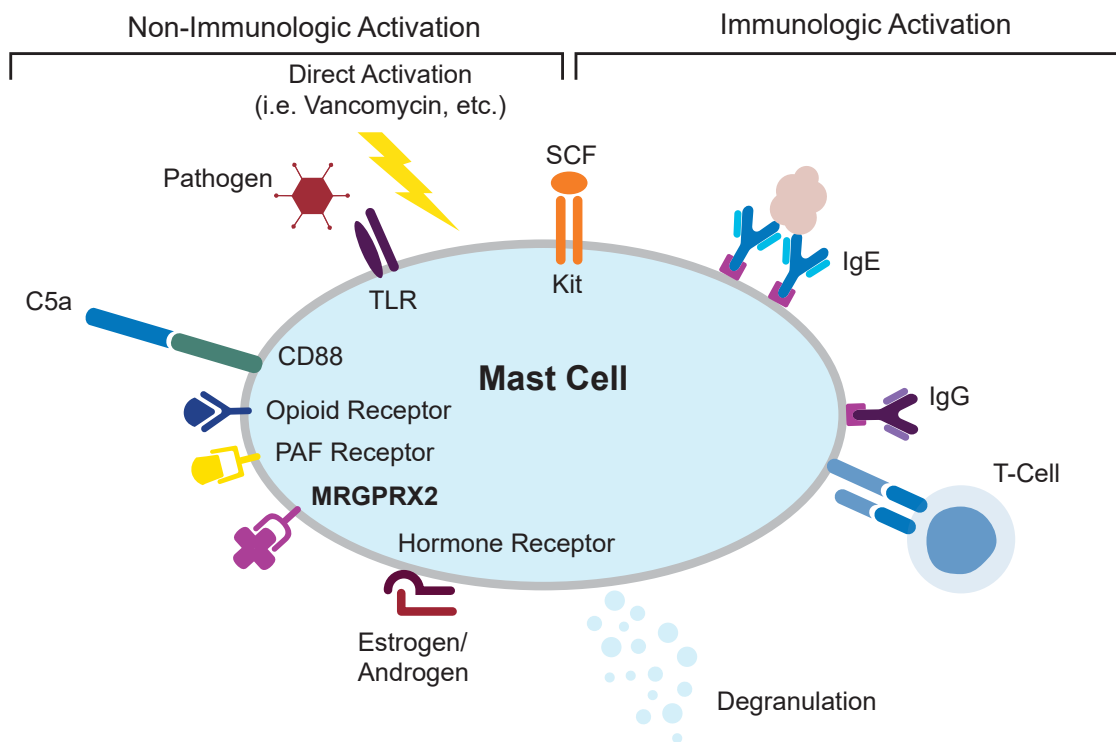 Non-Immunologic Activation
Immunologic Activation
Direct Activation
(i.e. Vancomycin, etc.)
SCF
Pathogen
IgE
Kit
TLR
C5a
CD88
Mast Cell
Opioid Receptor
IgG
PAF Receptor
T-Cell
MRGPRX2
Hormone Receptor
Estrogen/
Androgen
Degranulation